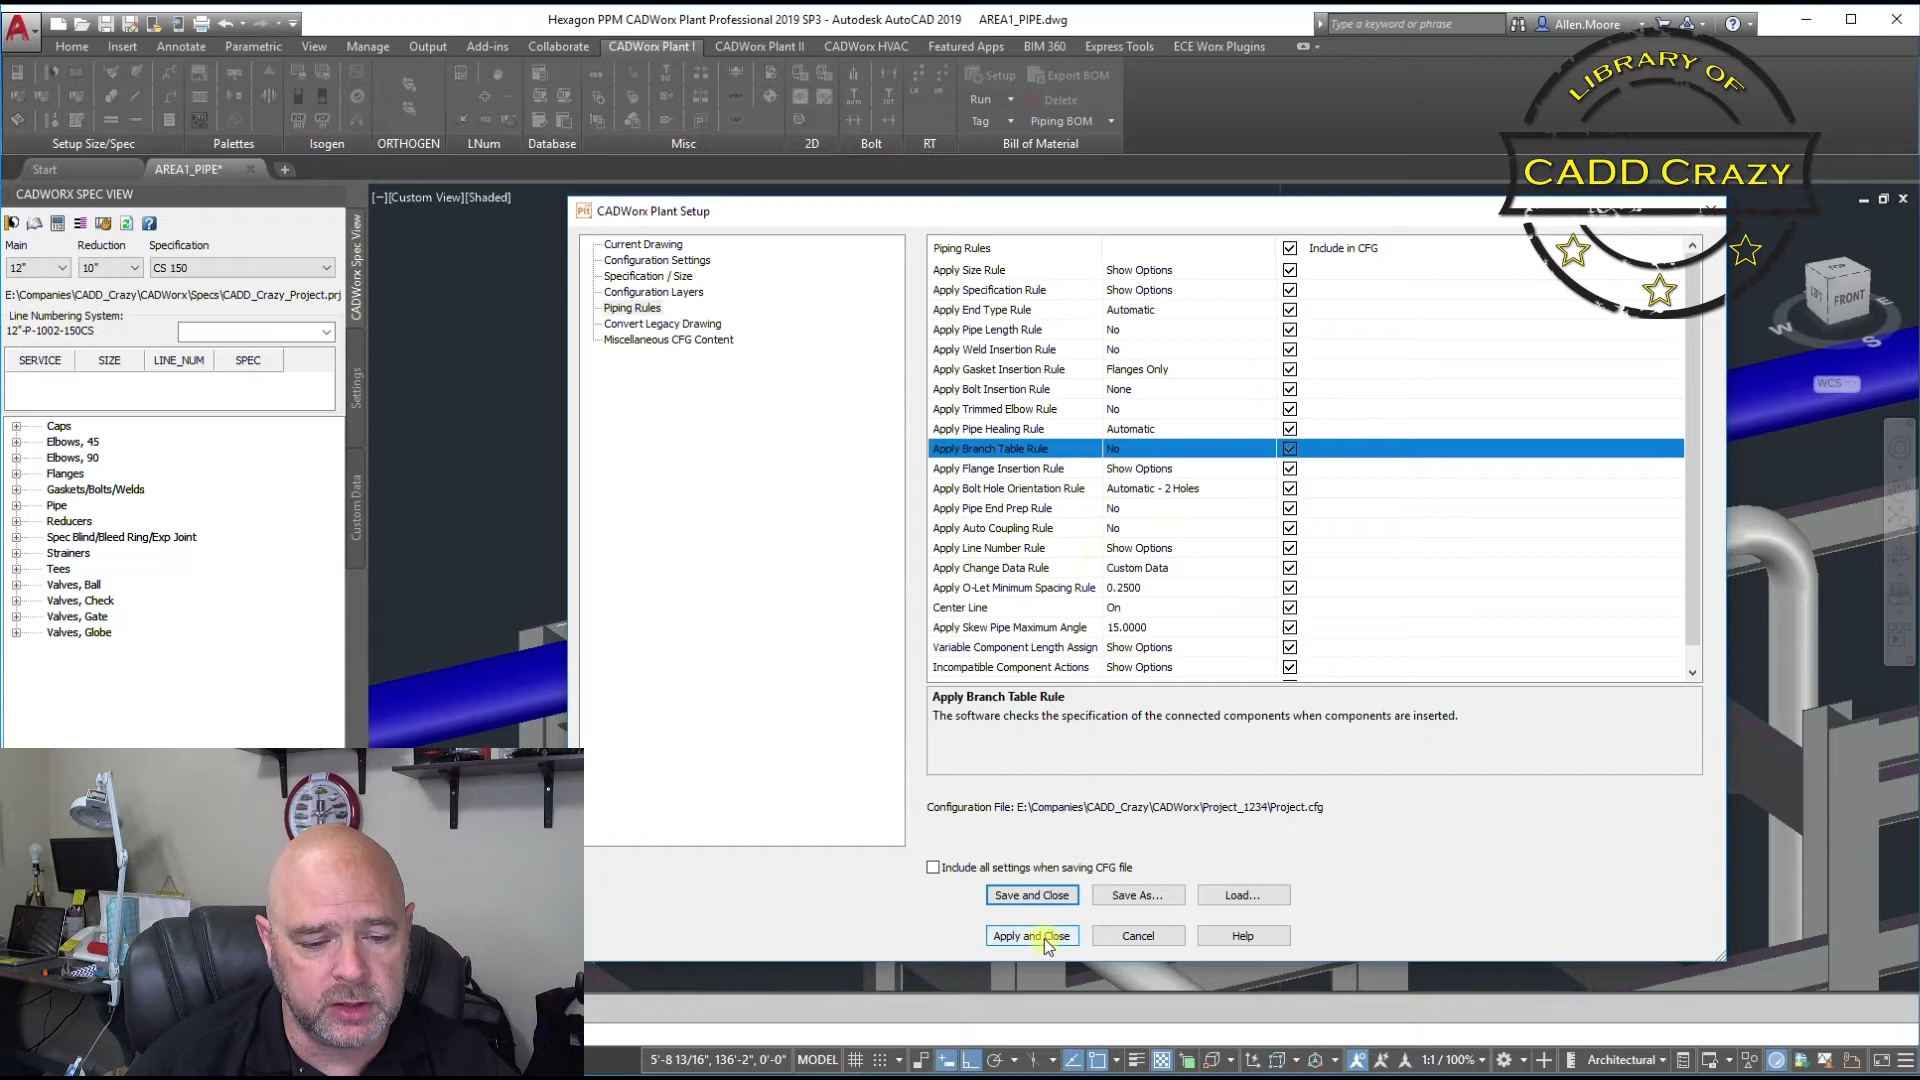 Hexagon PPM CADWorx Plant Professional 2019 SP3 - Autodesk AutoCAD 2019 AREA1_PIPE.dwg
Type a keyword or phrase
Allen.Moore
Home Insert Annotate Parametric View Manage Output Add-ins Collaborate CADWorx Plant I CADWorx Plant II CADWorx HVAC Featured Apps BIM 360 Express Tools ECE Worx Plugins
Setup Export BOM
Run Delete
Tag Piping BOM
Setup Size/Spec Palettes Isogen ORTHOGEN LNum Database Misc 2D Bolt RT Bill of Material
LIBRARY OF
CADD Crazy
Start AREA1_PIPE*
CADWORX SPEC VIEW
[−][Custom View][Shaded]
Main Reduction Specification
12" 10" CS 150
E:\Companies\CADD_Crazy\CADWorx\Specs\CADD_Crazy_Project.prj
Line Numbering System:
12"-P-1002-150CS
SERVICE SIZE LINE_NUM SPEC
Caps
Elbows, 45
Elbows, 90
Flanges
Gaskets/Bolts/Welds
Pipe
Reducers
Spec Blind/Bleed Ring/Exp Joint
Strainers
Tees
Valves, Ball
Valves, Check
Valves, Gate
Valves, Globe
CADWorx Spec View
Settings
Custom Data
CADWorx Plant Setup
Current Drawing
Configuration Settings
Specification / Size
Configuration Layers
Piping Rules
Convert Legacy Drawing
Miscellaneous CFG Content
Piping Rules Include in CFG
Apply Size Rule Show Options
Apply Specification Rule Show Options
Apply End Type Rule Automatic
Apply Pipe Length Rule No
Apply Weld Insertion Rule No
Apply Gasket Insertion Rule Flanges Only
Apply Bolt Insertion Rule None
Apply Trimmed Elbow Rule No
Apply Pipe Healing Rule Automatic
Apply Branch Table Rule No
Apply Flange Insertion Rule Show Options
Apply Bolt Hole Orientation Rule Automatic - 2 Holes
Apply Pipe End Prep Rule No
Apply Auto Coupling Rule No
Apply Line Number Rule Show Options
Apply Change Data Rule Custom Data
Apply O-Let Minimum Spacing Rule 0.2500
Center Line On
Apply Skew Pipe Maximum Angle 15.0000
Variable Component Length Assign Show Options
Incompatible Component Actions Show Options
Apply Branch Table Rule
The software checks the specification of the connected components when components are inserted.
Configuration File: E:\Companies\CADD_Crazy\CADWorx\Project_1234\Project.cfg
Include all settings when saving CFG file
Save and Close Save As... Load...
Apply and Close Cancel Help
TOP
LEFT FRONT
W S E
WCS
5'-8 13/16", 136'-2", 0'-0" MODEL 1:1 / 100% Architectural